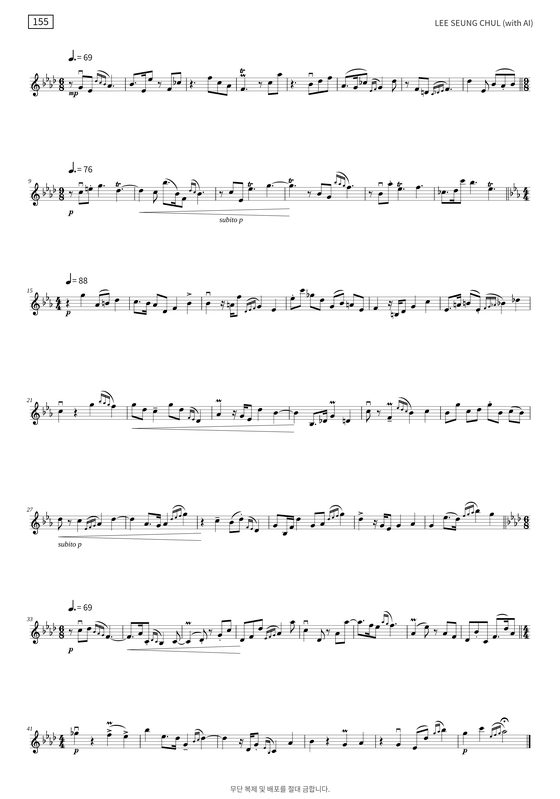 155
LEE SEUNG CHUL (with AI)
♩. = 69
mp
9
♩. = 76
p
subito p
15
♩ = 88
p
21
27
subito p
33
♩. = 69
p
41
p
p
무단 복제 및 배포를 절대 금합니다.